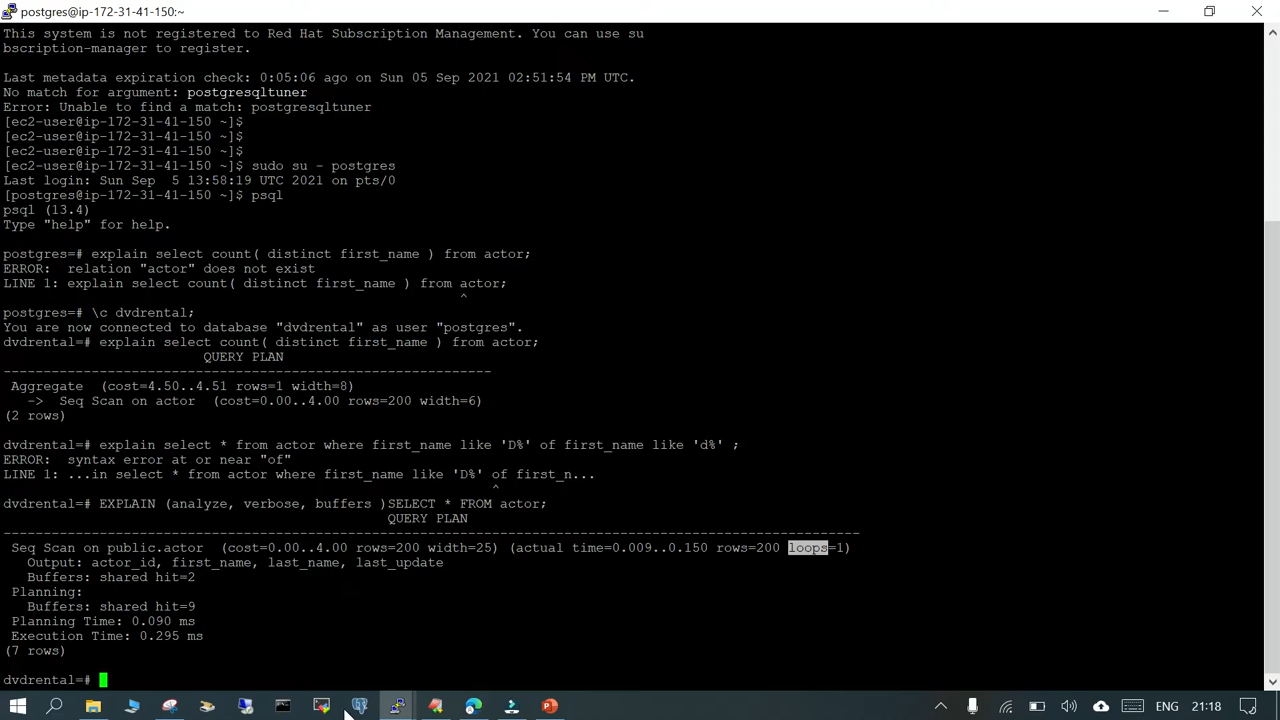 postgres@ip-172-31-41-150:~
This system is not registered to Red Hat Subscription Management. You can use su
bscription-manager to register.
Last metadata expiration check: 0:05:06 ago on Sun 05 Sep 2021 02:51:54 PM UTC.
No match for argument: postgresqltuner
Error: Unable to find a match: postgresqltuner
[ec2-user@ip-172-31-41-150 ~]$
[ec2-user@ip-172-31-41-150 ~]$
[ec2-user@ip-172-31-41-150 ~]$
[ec2-user@ip-172-31-41-150 ~]$ sudo su - postgres
Last login: Sun Sep  5 13:58:19 UTC 2021 on pts/0
[postgres@ip-172-31-41-150 ~]$ psql
psql (13.4)
Type "help" for help.
postgres=# explain select count( distinct first_name ) from actor;
ERROR:  relation "actor" does not exist
LINE 1: explain select count( distinct first_name ) from actor;
^
postgres=# \c dvdrental;
You are now connected to database "dvdrental" as user "postgres".
dvdrental=# explain select count( distinct first_name ) from actor;
QUERY PLAN
-------------------------------------------------------------
Aggregate  (cost=4.50..4.51 rows=1 width=8)
->  Seq Scan on actor  (cost=0.00..4.00 rows=200 width=6)
(2 rows)
dvdrental=# explain select * from actor where first_name like 'D%' of first_name like 'd%' ;
ERROR:  syntax error at or near "of"
LINE 1: ...in select * from actor where first_name like 'D%' of first_n...
^
dvdrental=# EXPLAIN (analyze, verbose, buffers )SELECT * FROM actor;
QUERY PLAN
-----------------------------------------------------------------------------------------------------------
Seq Scan on public.actor  (cost=0.00..4.00 rows=200 width=25) (actual time=0.009..0.150 rows=200 loops=1)
Output: actor_id, first_name, last_name, last_update
Buffers: shared hit=2
Planning:
Buffers: shared hit=9
Planning Time: 0.090 ms
Execution Time: 0.295 ms
(7 rows)
dvdrental=#
ENG 21:18